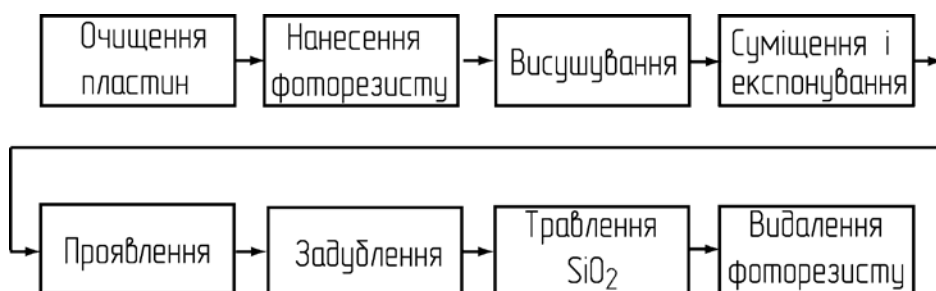 Очищення
пластин
Нанесення
фоторезисту
Висушування
Суміщення і
експонування
Проявлення
Задублення
Травлення
SiO₂
Видалення
фоторезисту